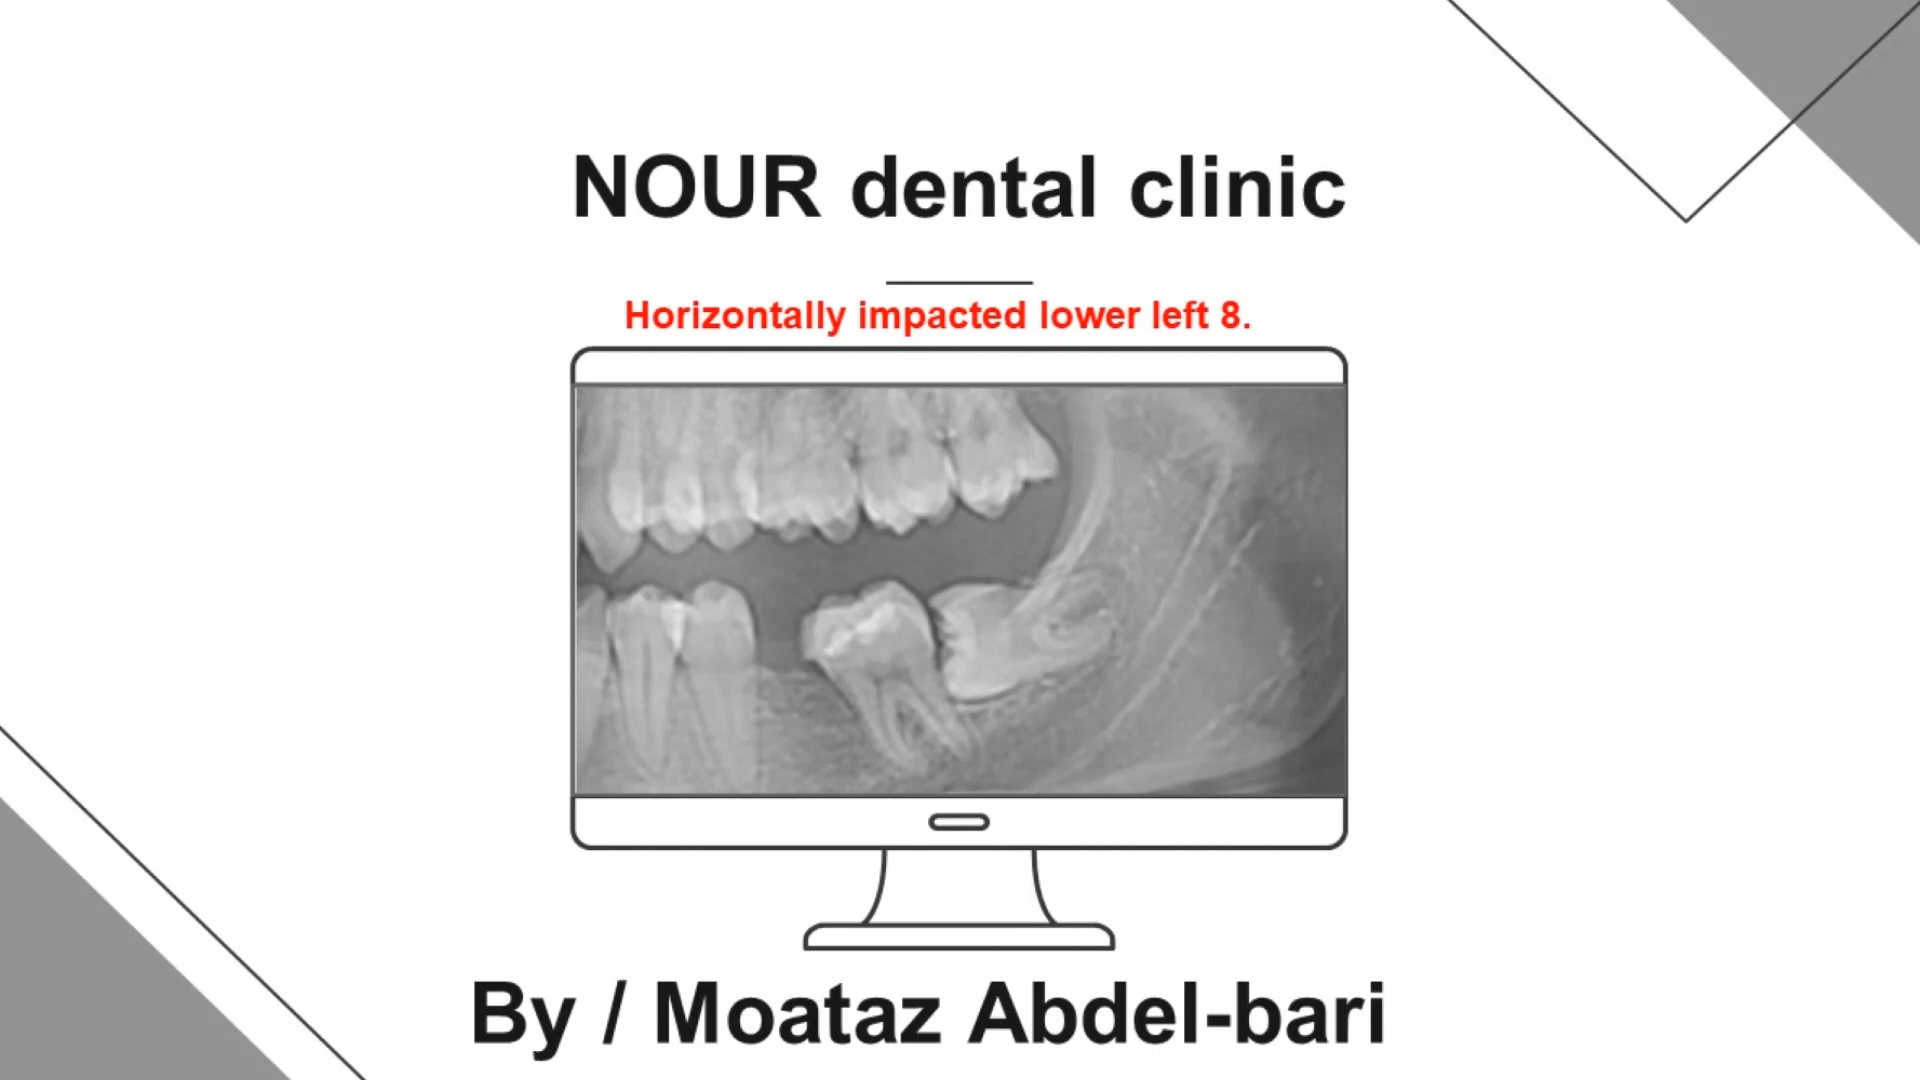 NOUR dental clinic
Horizontally impacted lower left 8.
By / Moataz Abdel-bari